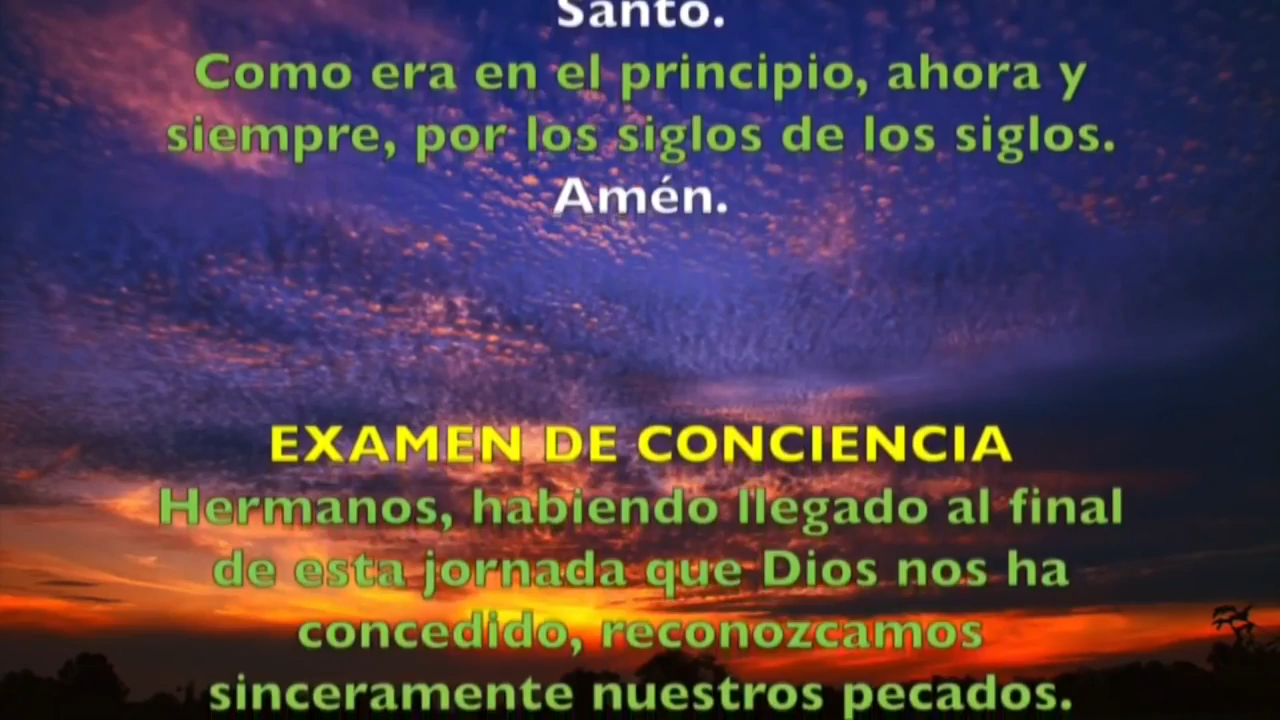 Santo.
Como era en el principio, ahora y
siempre, por los siglos de los siglos.
Amén.
EXAMEN DE CONCIENCIA
Hermanos, habiendo llegado al final
de esta jornada que Dios nos ha
concedido, reconozcamos
sinceramente nuestros pecados.